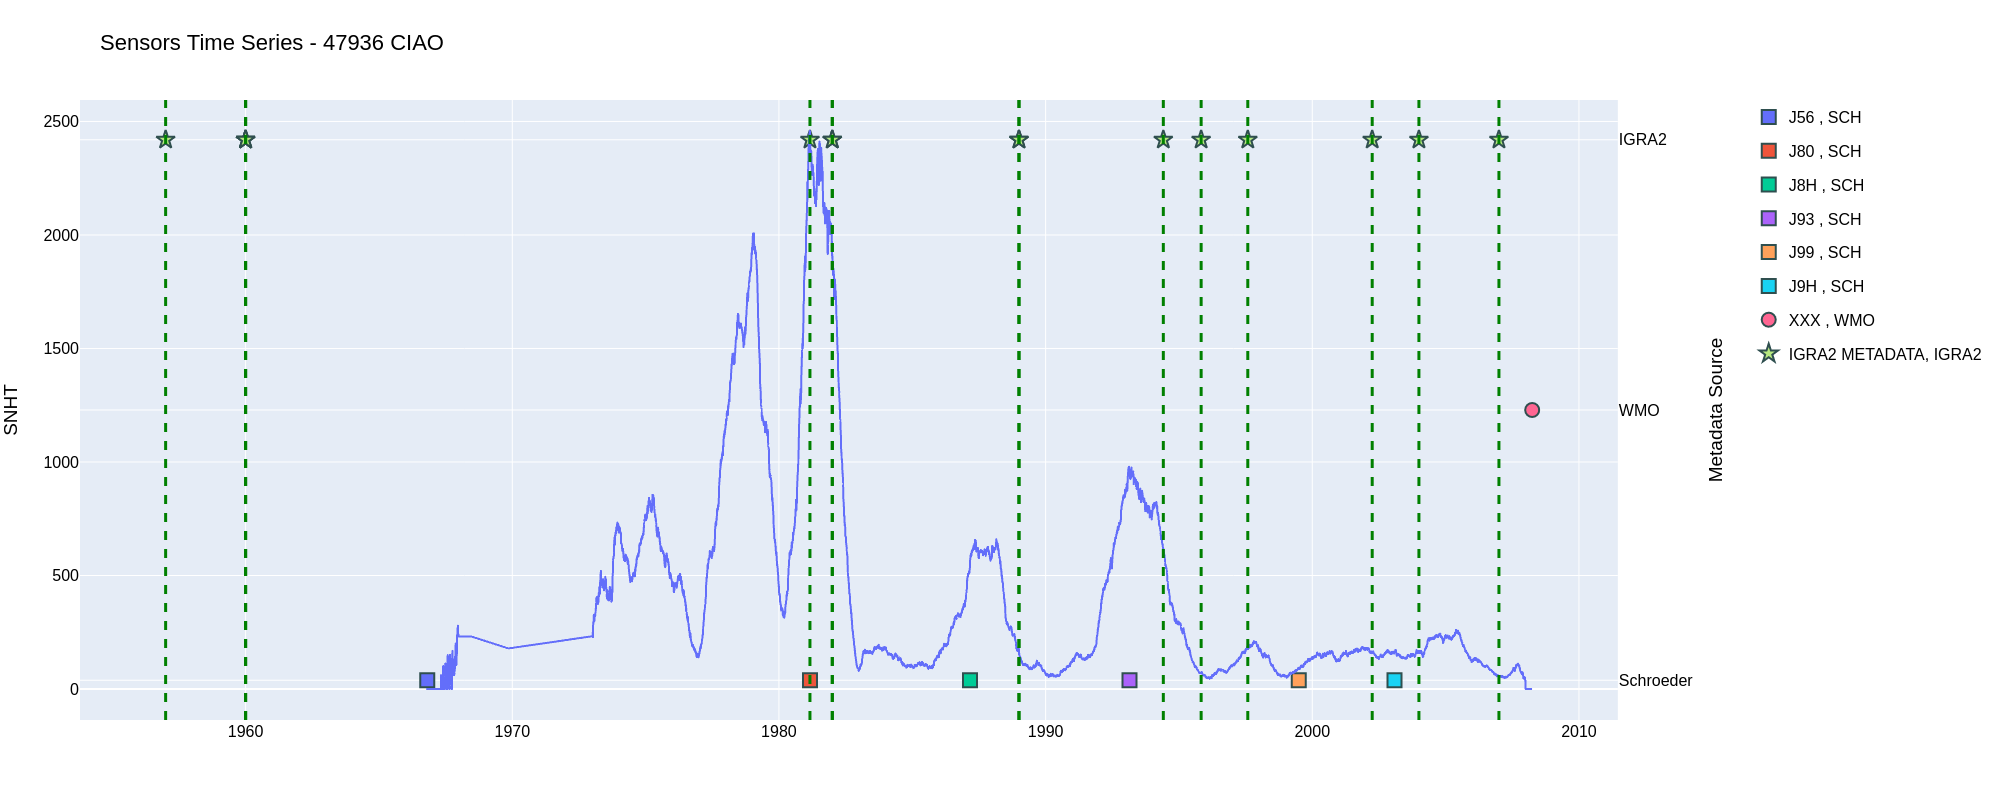 Sensors Time Series - 47936 CIAO
2500
2000
1500
1000
500
0
SNHT
1960
1970
1980
1990
2000
2010
IGRA2
WMO
Schroeder
Metadata Source
J56 , SCH
J80 , SCH
J8H , SCH
J93 , SCH
J99 , SCH
J9H , SCH
XXX , WMO
IGRA2 METADATA, IGRA2